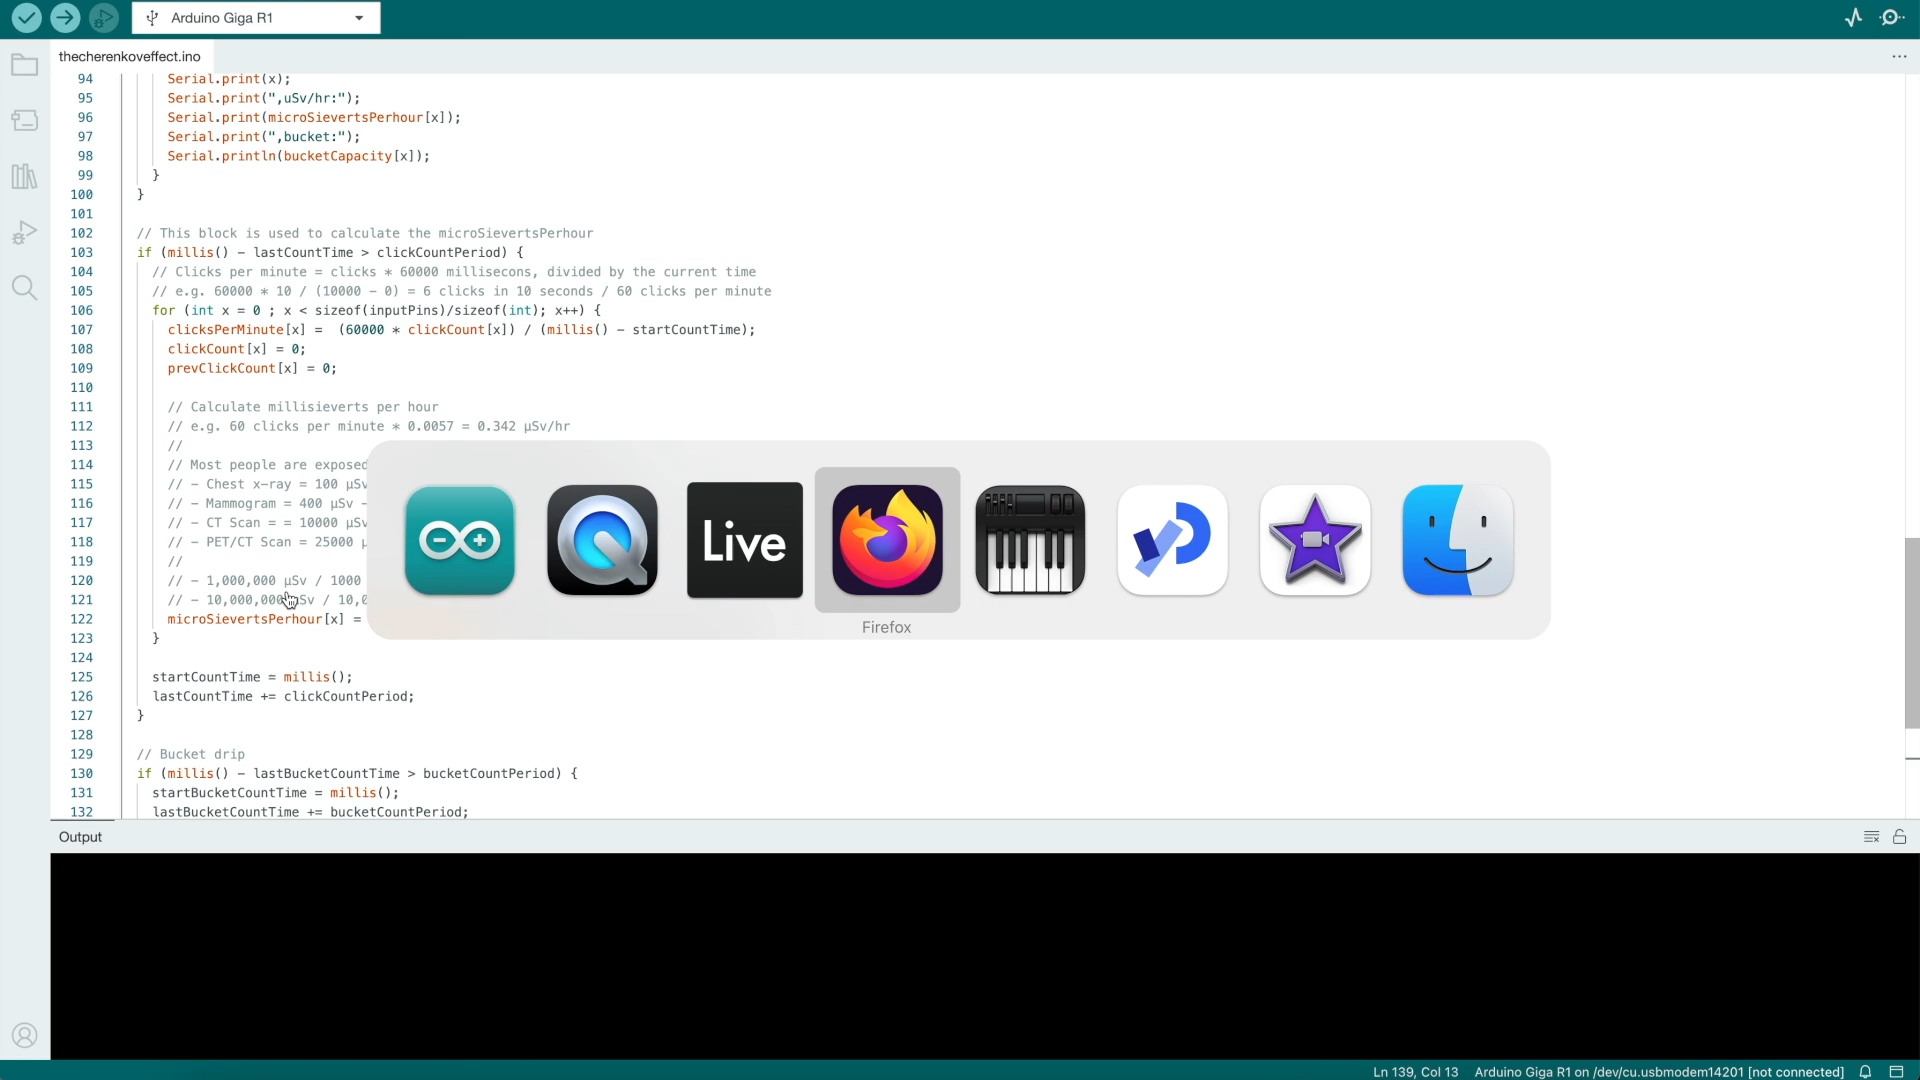 Arduino Giga R1
thecherenkoveffect.ino
94 Serial.print(x);
95 Serial.print(",uSv/hr:");
96 Serial.print(microSievertsPerhour[x]);
97 Serial.print(",bucket:");
98 Serial.println(bucketCapacity[x]);
99 }
100 }
101
102 // This block is used to calculate the microSievertsPerhour
103 if (millis() - lastCountTime > clickCountPeriod) {
104 // Clicks per minute = clicks * 60000 millisecons, divided by the current time
105 // e.g. 60000 * 10 / (10000 - 0) = 6 clicks in 10 seconds / 60 clicks per minute
106 for (int x = 0 ; x < sizeof(inputPins)/sizeof(int); x++) {
107 clicksPerMinute[x] =  (60000 * clickCount[x]) / (millis() - startCountTime);
108 clickCount[x] = 0;
109 prevClickCount[x] = 0;
110
111 // Calculate millisieverts per hour
112 // e.g. 60 clicks per minute * 0.0057 = 0.342 µSv/hr
113 //
114 // Most people are exposed
115 // - Chest x-ray = 100 µSv
116 // - Mammogram = 400 µSv -
117 // - CT Scan = = 10000 µSv
118 // - PET/CT Scan = 25000
119 //
120 // - 1,000,000 µSv / 1000
121 // - 10,000,000 Sv / 10,0
122 microSievertsPerhour[x] =
123 }
124
125 startCountTime = millis();
126 lastCountTime += clickCountPeriod;
127 }
128
129 // Bucket drip
130 if (millis() - lastBucketCountTime > bucketCountPeriod) {
131 startBucketCountTime = millis();
132 lastBucketCountTime += bucketCountPeriod;
Live
Firefox
Output
Ln 139, Col 13 Arduino Giga R1 on /dev/cu.usbmodem14201 [not connected]